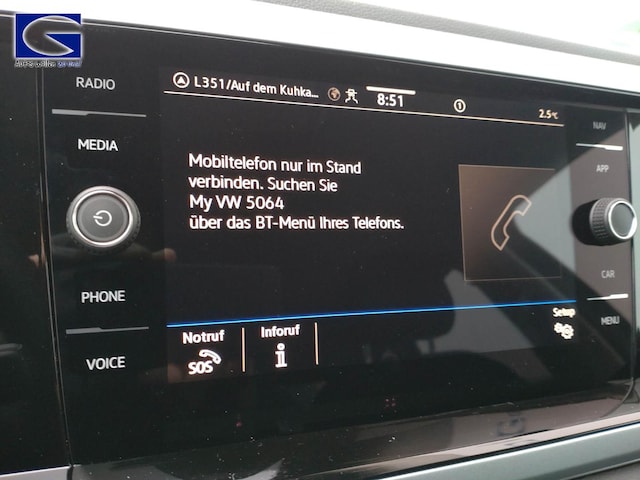 G
RADIO
MEDIA
PHONE
VOICE
L351/Auf dem Kuhka...
8:51
1
2.5°C
Mobiltelefon nur im Stand
verbinden. Suchen Sie
My VW 5064
über das BT-Menü Ihres Telefons.
Notruf
SOS
Inforuf
i
Setup
NAV
APP
CAR
MENU